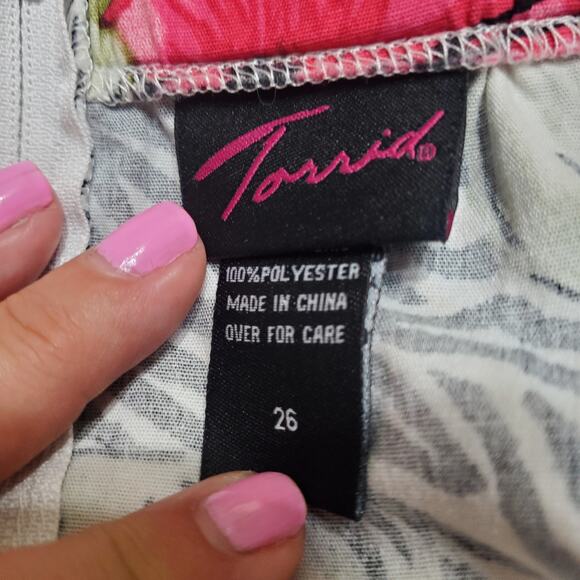 Torrid®
100%POLYESTER
MADE IN CHINA
OVER FOR CARE
26